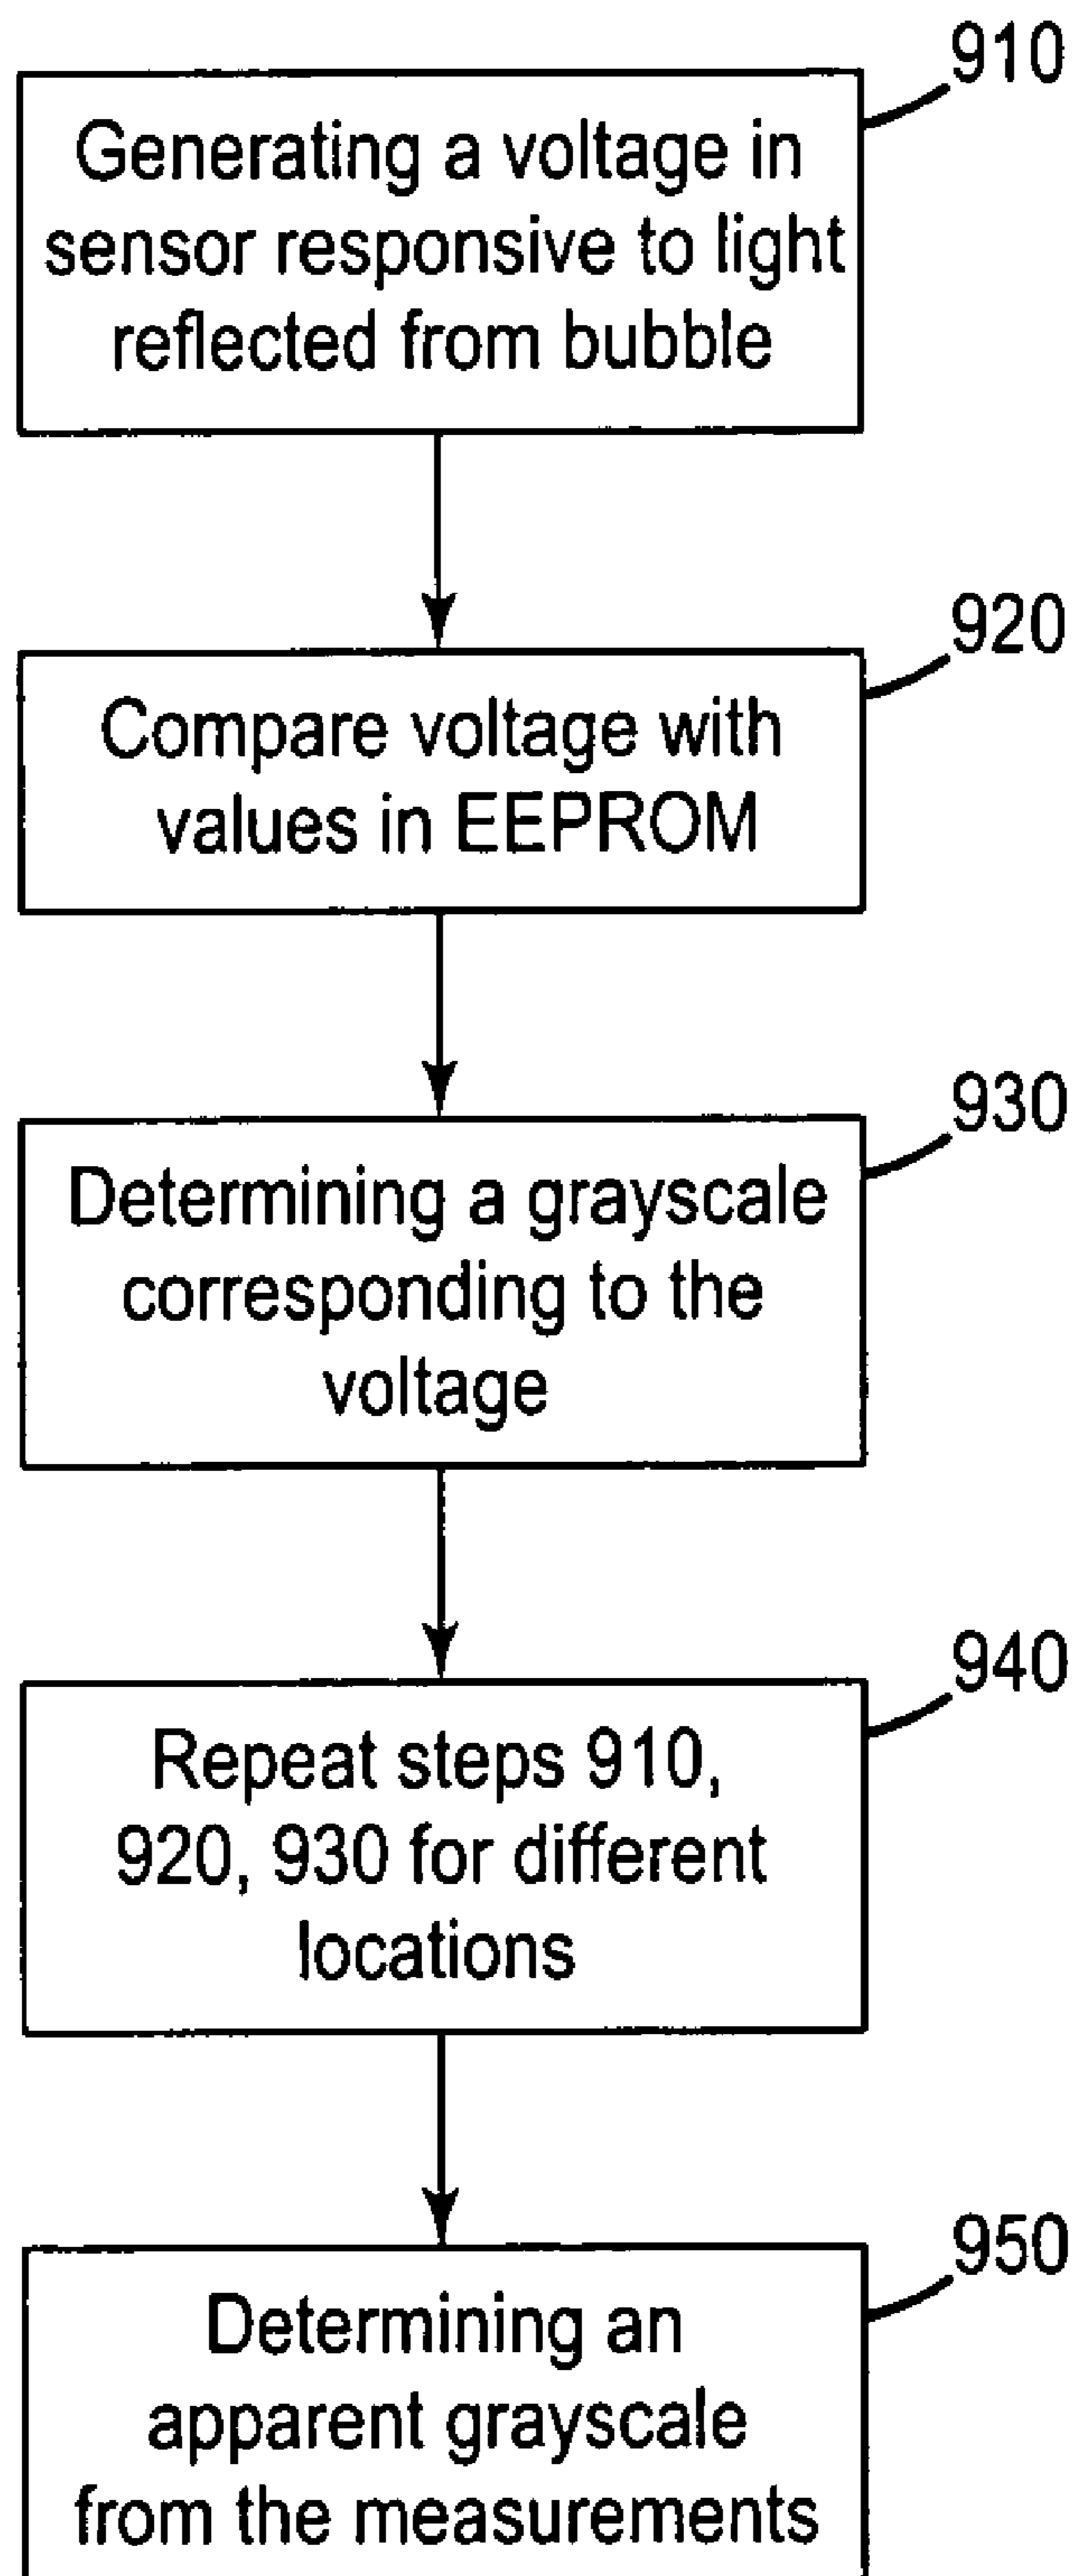 910
Generating a voltage in
sensor responsive to light
reflected from bubble
920
Compare voltage with
values in EEPROM
930
Determining a grayscale
corresponding to the
voltage
940
Repeat steps 910,
920, 930 for different
locations
950
Determining an
apparent grayscale
from the measurements